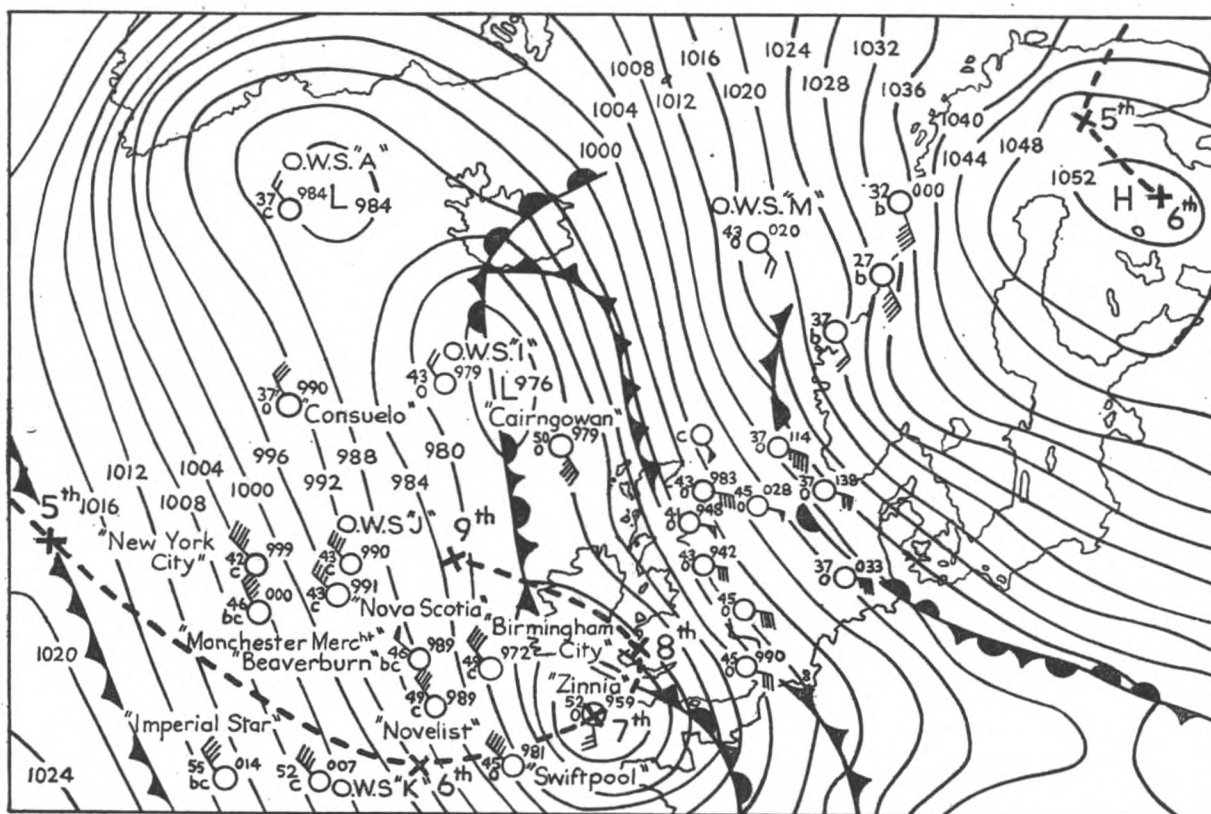 1016
1024
1032
1008
1020
1028
1036
1004
1012
1000
1040
1044
1048
1052
5th
H
6th
O.W.S."A"
37 984
c
L 984
O.W.S."M"
43 020
o
32 000
b
27
b
37
b
O.W.S."I"
43 979
o
L 976
37 990
o
"Consuelo"
"Cairngowan"
50 979
o
c
37 114
o
43 983
o
45 028
o
37 138
o
41 948
o
43 942
o
37 033
o
45
o
45 990
o
1012
1004
996
988
980
1016
1008
1000
992
984
5th
"New York
City"
42 999
c
O.W.S"J"
43 990
c
9th
46 000
bc
43 991
c
"Nova Scotia"
"Manchester Mercht"
"Beaverburn"
46 989
bc
49 972
c
"Birmingham
City"
8th
1020
"Zinnia"
52 959
o
7th
49 989
c
"Novelist"
"Imperial Star"
55 014
bc
52 007
c
O.W.S"K"
6th
45 981
o
"Swiftpool"
1024